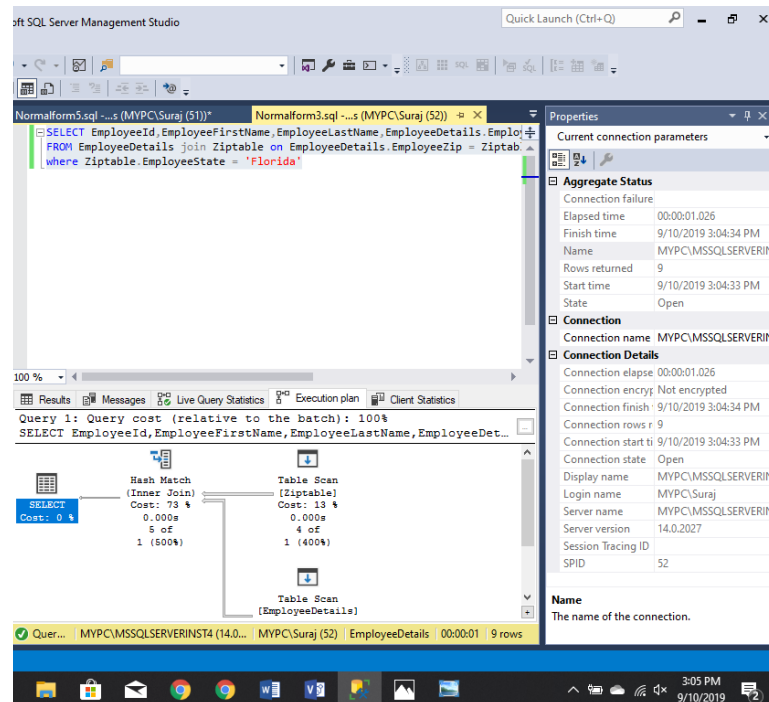 oft SQL Server Management Studio
Quick Launch (Ctrl+Q)
Normalform5.sql -...s (MYPC\Suraj (51))*
Normalform3.sql -...s (MYPC\Suraj (52))
SELECT EmployeeId,EmployeeFirstName,EmployeeLastName,EmployeeDetails.Employ
FROM EmployeeDetails join Ziptable on EmployeeDetails.EmployeeZip = Ziptab
where Ziptable.EmployeeState = 'Florida'
100 %
Results Messages Live Query Statistics Execution plan Client Statistics
Query 1: Query cost (relative to the batch): 100%
SELECT EmployeeId,EmployeeFirstName,EmployeeLastName,EmployeeDet...
SELECT
Cost: 0 %
Hash Match
(Inner Join)
Cost: 73 %
0.000s
5 of
1 (500%)
Table Scan
[Ziptable]
Cost: 13 %
0.000s
4 of
1 (400%)
Table Scan
[EmployeeDetails]
Quer... MYPC\MSSQLSERVERINST4 (14.0... MYPC\Suraj (52) EmployeeDetails 00:00:01 9 rows
Properties
Current connection parameters
Aggregate Status
Connection failure
Elapsed time 00:00:01.026
Finish time 9/10/2019 3:04:34 PM
Name MYPC\MSSQLSERVERIN
Rows returned 9
Start time 9/10/2019 3:04:33 PM
State Open
Connection
Connection name MYPC\MSSQLSERVERIN
Connection Details
Connection elapse 00:00:01.026
Connection encryp Not encrypted
Connection finish 9/10/2019 3:04:34 PM
Connection rows r 9
Connection start ti 9/10/2019 3:04:33 PM
Connection state Open
Display name MYPC\MSSQLSERVERIN
Login name MYPC\Suraj
Server name MYPC\MSSQLSERVERIN
Server version 14.0.2027
Session Tracing ID
SPID 52
Name
The name of the connection.
3:05 PM
9/10/2019
2